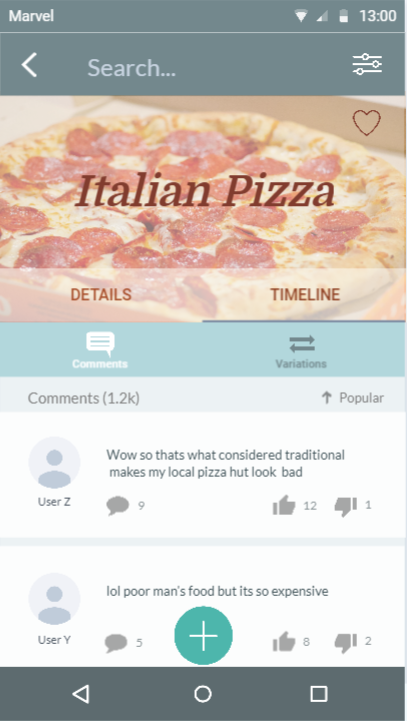 Marvel 13:00
Search...
Italian Pizza
DETAILS TIMELINE
Comments Variations
Comments (1.2k) Popular
Wow so thats what considered traditional
makes my local pizza hut look bad
User Z 9 12 1
lol poor man's food but its so expensive
User Y 5 8 2